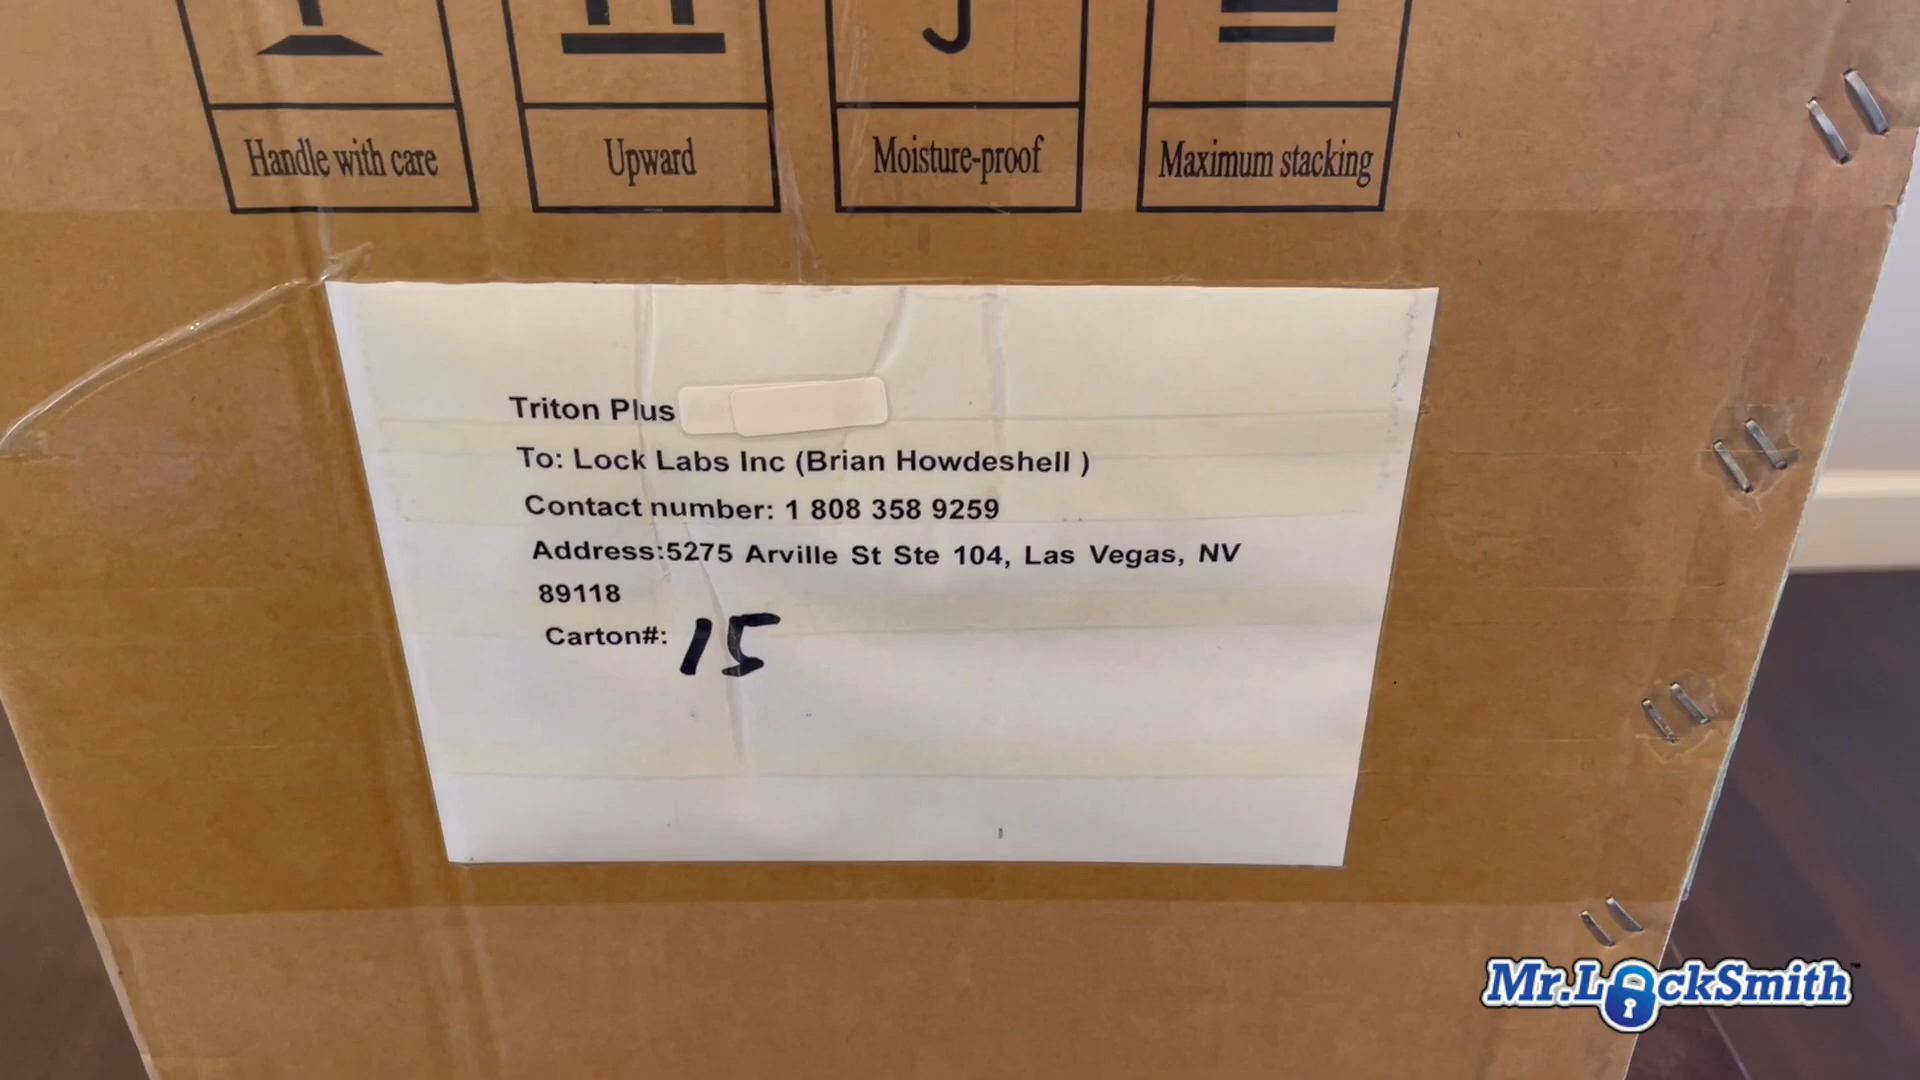 Handle with care
Upward
Moisture-proof
Maximum stacking
Triton Plus
To: Lock Labs Inc (Brian Howdeshell )
Contact number: 1 808 358 9259
Address:5275 Arville St Ste 104, Las Vegas, NV
89118
Carton#: 15
Mr.LockSmith™